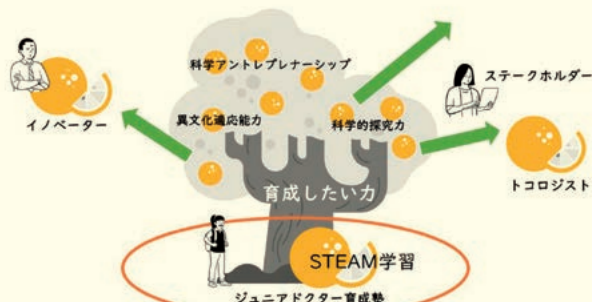 科学アントレプレナーシップ
ステークホルダー
イノベーター
異文化適応能力
科学的探究力
トコロジスト
育成したい力
STEAM学習
ジュニアドクター育成塾